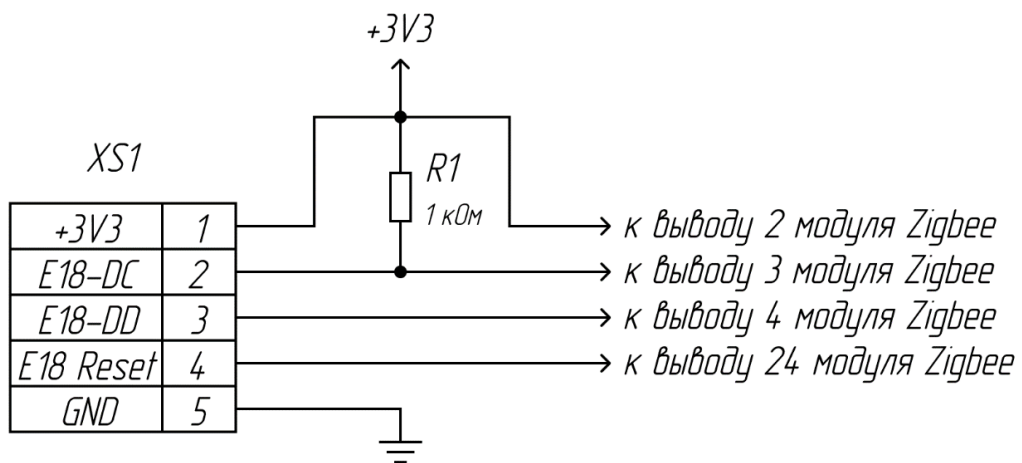 +3V3
XS1
R1
1 кОм
+3V3 1 к выводу 2 модуля Zigbee
E18-DC 2 к выводу 3 модуля Zigbee
E18-DD 3 к выводу 4 модуля Zigbee
E18 Reset 4 к выводу 24 модуля Zigbee
GND 5